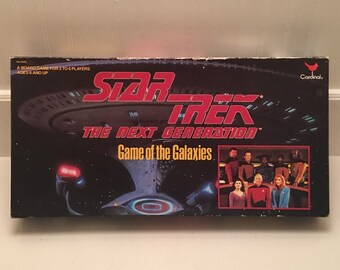 A BOARD GAME FOR 2 TO 6 PLAYERS
AGES 8 AND UP
Cardinal
STAR
TREK
THE NEXT GENERATION
Game of the Galaxies